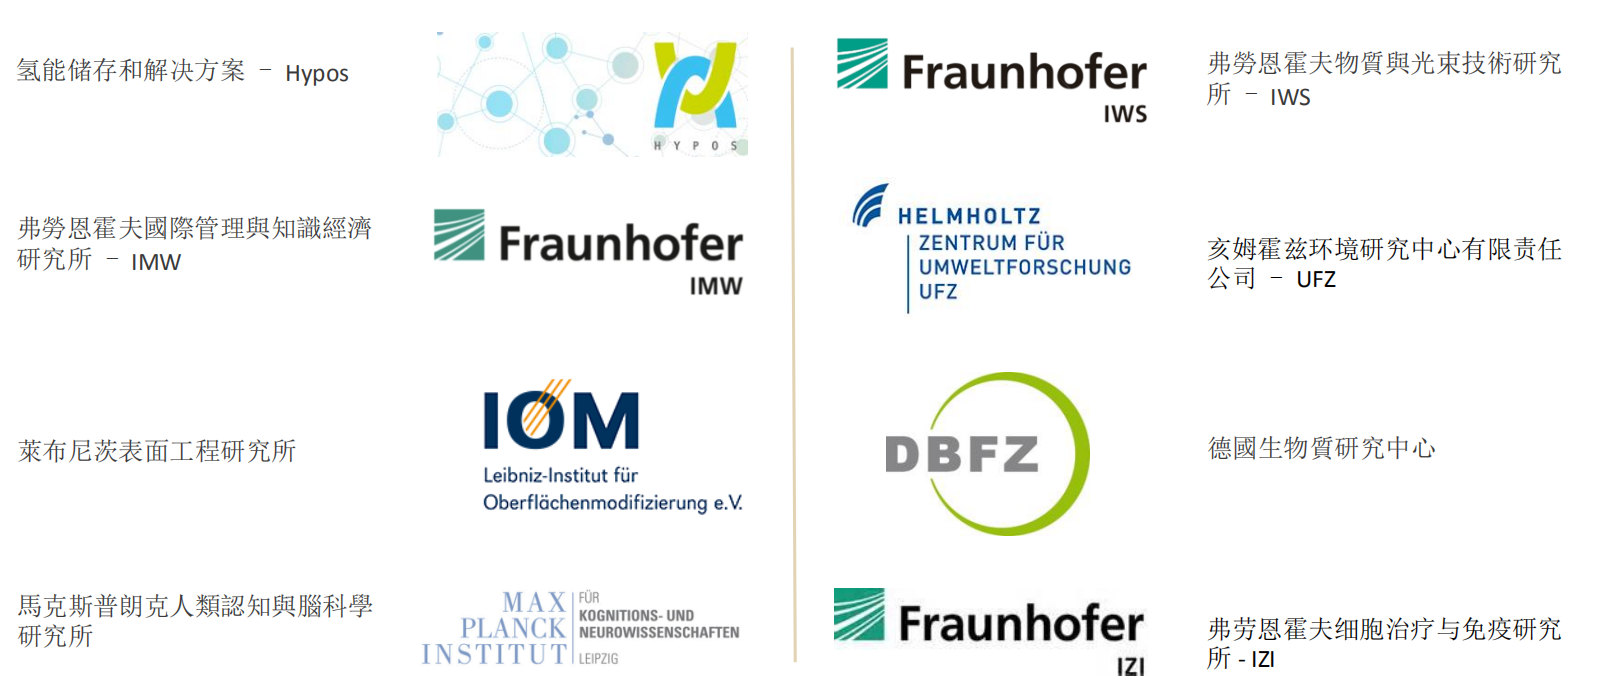 氢能储存和解决方案 – Hypos
HYPOS
弗勞恩霍夫國際管理與知識經濟
研究所 – IMW
Fraunhofer
IMW
萊布尼茨表面工程研究所
IOM
Leibniz-Institut für
Oberflächenmodifizierung e.V.
馬克斯普朗克人類認知與腦科學
研究所
MAX
PLANCK
INSTITUT
FÜR
KOGNITIONS- UND
NEUROWISSENSCHAFTEN
LEIPZIG
Fraunhofer
IWS
弗勞恩霍夫物質與光束技術研究
所 – IWS
HELMHOLTZ
ZENTRUM FÜR
UMWELTFORSCHUNG
UFZ
亥姆霍兹环境研究中心有限责任
公司 – UFZ
DBFZ
德國生物質研究中心
Fraunhofer
IZI
弗劳恩霍夫细胞治疗与免疫研究
所 - IZI